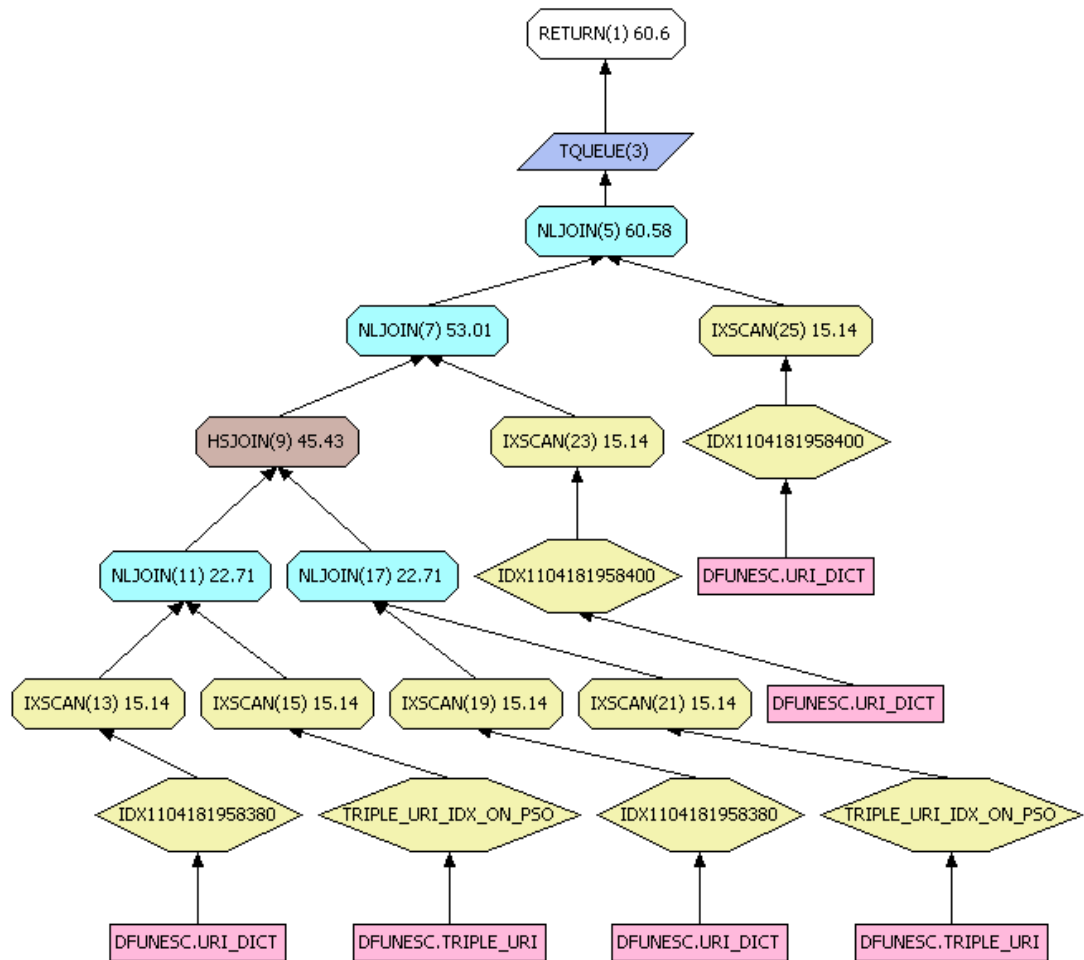 RETURN(1) 60.6
TQUEUE(3)
NLJOIN(5) 60.58
NLJOIN(7) 53.01
IXSCAN(25) 15.14
HSJOIN(9) 45.43
IXSCAN(23) 15.14
IDX1104181958400
NLJOIN(11) 22.71
NLJOIN(17) 22.71
IDX1104181958400
DFUNESC.URI_DICT
IXSCAN(13) 15.14
IXSCAN(15) 15.14
IXSCAN(19) 15.14
IXSCAN(21) 15.14
DFUNESC.URI_DICT
IDX1104181958380
TRIPLE_URI_IDX_ON_PSO
IDX1104181958380
TRIPLE_URI_IDX_ON_PSO
DFUNESC.URI_DICT
DFUNESC.TRIPLE_URI
DFUNESC.URI_DICT
DFUNESC.TRIPLE_URI